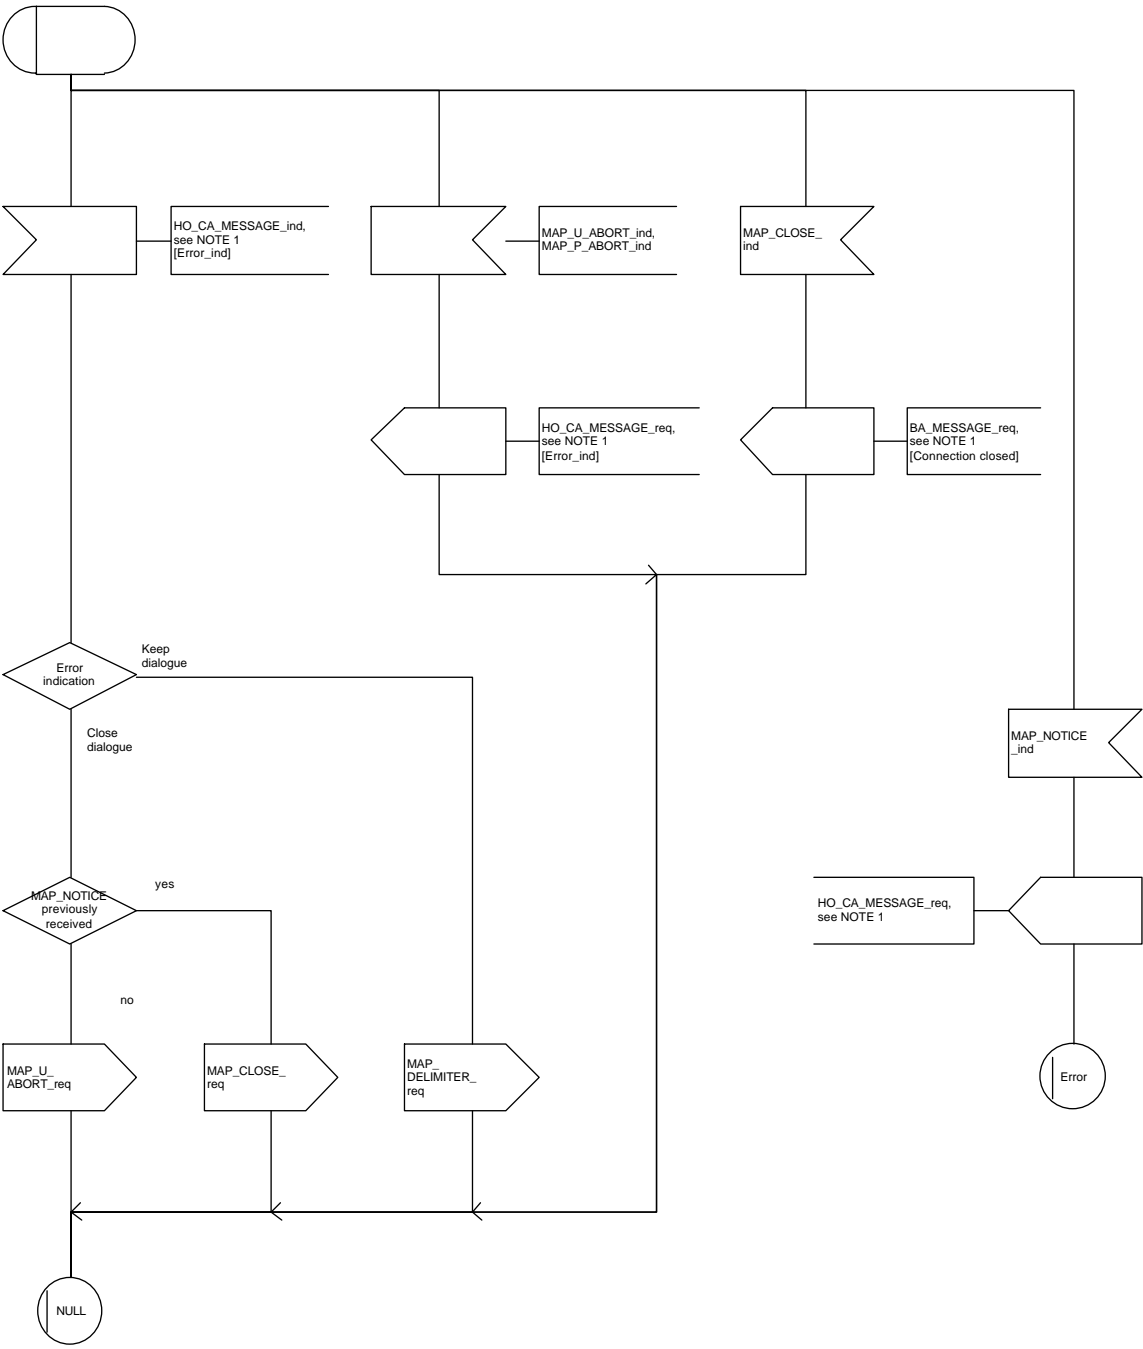 HO_CA_MESSAGE_ind,
see NOTE 1
[Error_ind]
MAP_U_ABORT_ind,
MAP_P_ABORT_ind
MAP_CLOSE_
ind
HO_CA_MESSAGE_req,
see NOTE 1
[Error_ind]
BA_MESSAGE_req,
see NOTE 1
[Connection closed]
Error
indication
Keep
dialogue
Close
dialogue
MAP_NOTICE
_ind
MAP_NOTICE
previously
received
yes
no
HO_CA_MESSAGE_req,
see NOTE 1
MAP_U_
ABORT_req
MAP_CLOSE_
req
MAP_
DELIMITER_
req
Error
NULL